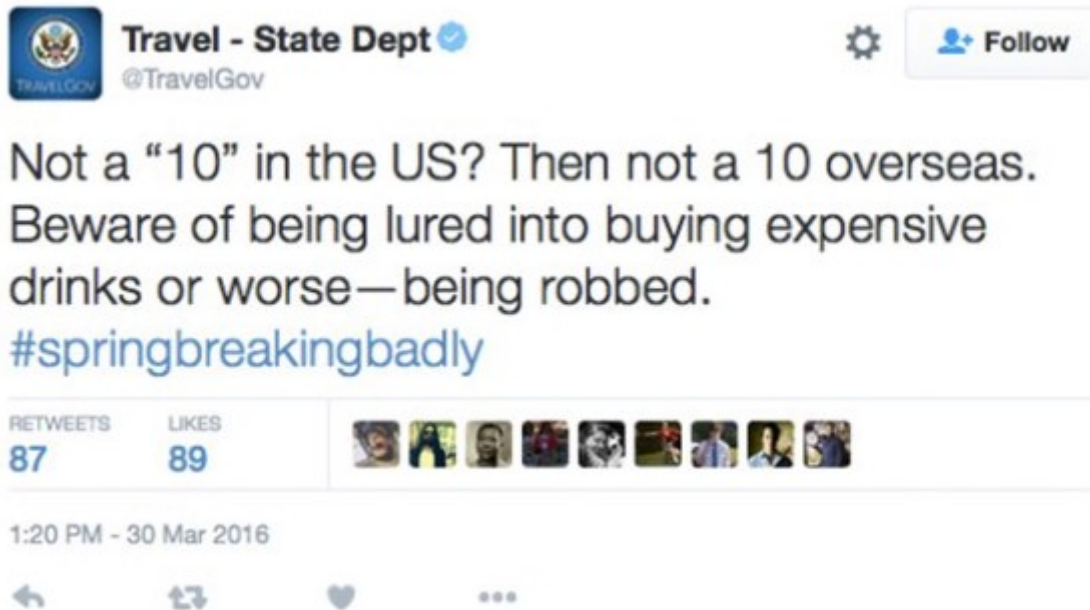 TRAVELGOV
Travel - State Dept
@TravelGov
Follow
Not a “10” in the US? Then not a 10 overseas.
Beware of being lured into buying expensive
drinks or worse—being robbed.
#springbreakingbadly
RETWEETS LIKES
87 89
1:20 PM - 30 Mar 2016